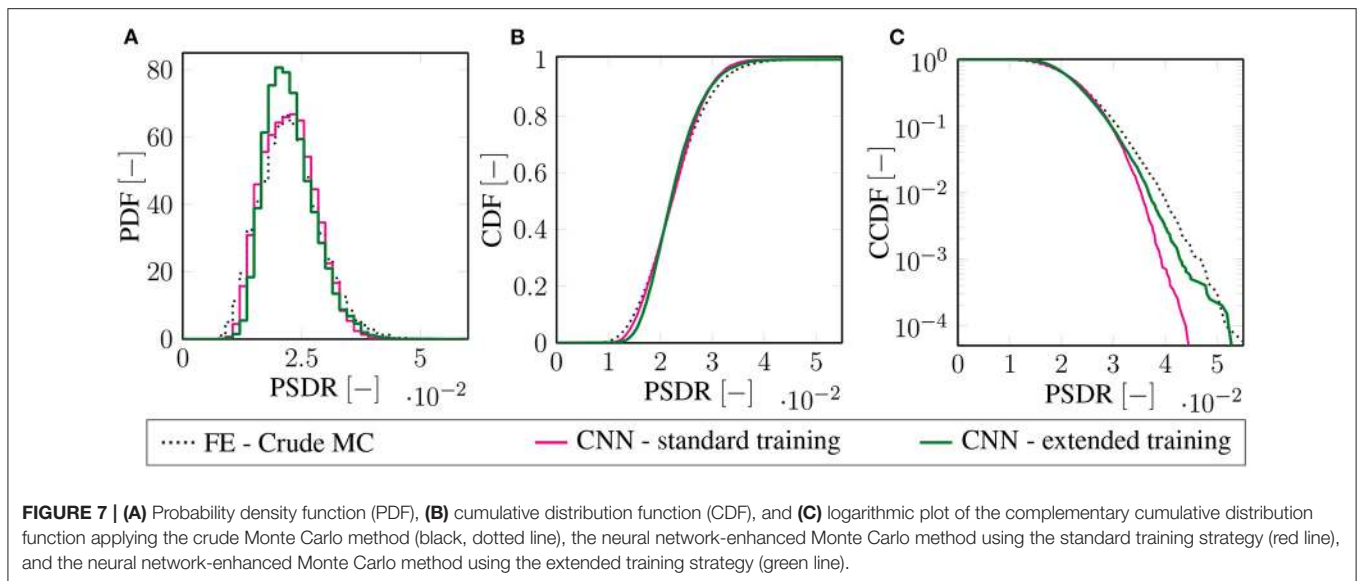 A
B
C
80
60
40
20
0
PDF [−]
0
2.5
5
PSDR [−]
·10−2
1
0.8
0.6
0.4
0.2
0
CDF [−]
0
1
2
3
4
5
PSDR [−]
·10−2
10^0
10^−1
10^−2
10^−3
10^−4
CCDF [−]
0
1
2
3
4
5
PSDR [−]
·10−2
FE - Crude MC
CNN - standard training
CNN - extended training
FIGURE 7 | (A) Probability density function (PDF), (B) cumulative distribution function (CDF), and (C) logarithmic plot of the complementary cumulative distribution
function applying the crude Monte Carlo method (black, dotted line), the neural network-enhanced Monte Carlo method using the standard training strategy (red line),
and the neural network-enhanced Monte Carlo method using the extended training strategy (green line).